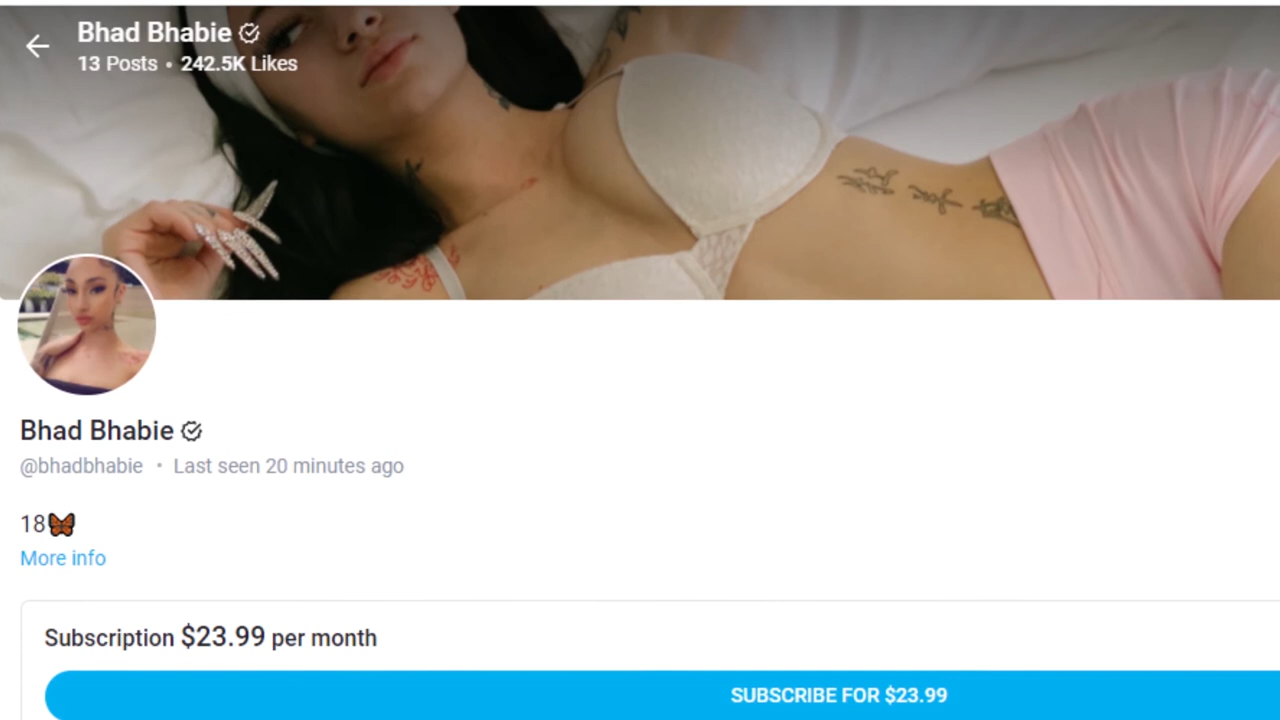 Bhad Bhabie
13 Posts • 242.5K Likes
Bhad Bhabie
@bhadbhabie • Last seen 20 minutes ago
18🦋
More info
Subscription $23.99 per month
SUBSCRIBE FOR $23.99